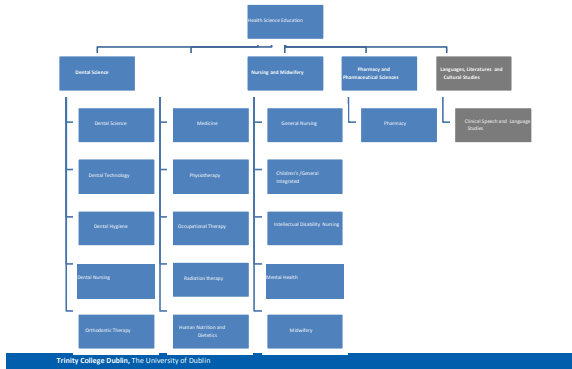 Health Science Education
Dental Science
Nursing and Midwifery
Pharmacy and
Pharmaceutical Sciences
Languages, Literatures and
Cultural Studies
Dental Science
Medicine
General Nursing
Pharmacy
Clinical Speech and Language
Studies
Dental Technology
Physiotherapy
Children's /General
Integrated
Dental Hygiene
Occupational Therapy
Intellectual Disability Nursing
Dental Nursing
Radiation therapy
Mental Health
Orthodontic Therapy
Human Nutrition and
Dietetics
Midwifery
Trinity College Dublin, The University of Dublin